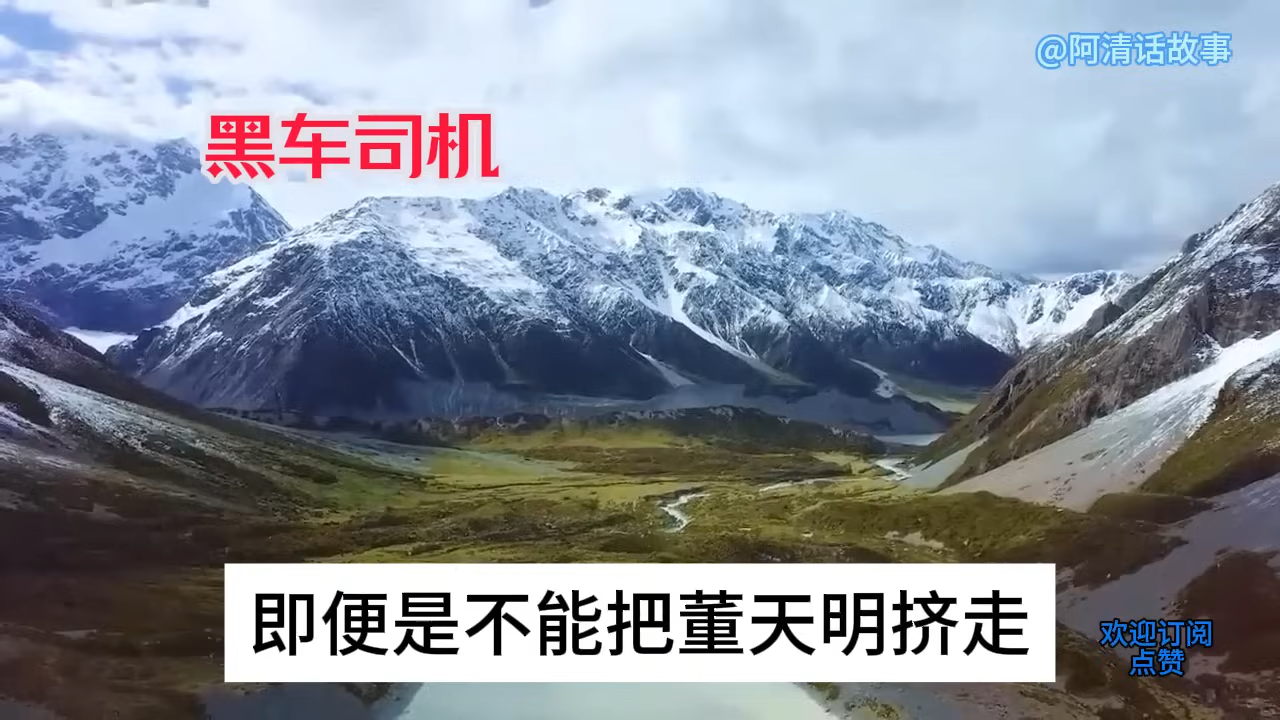 @阿清话故事
黑车司机
即便是不能把董天明挤走
欢迎订阅
点赞